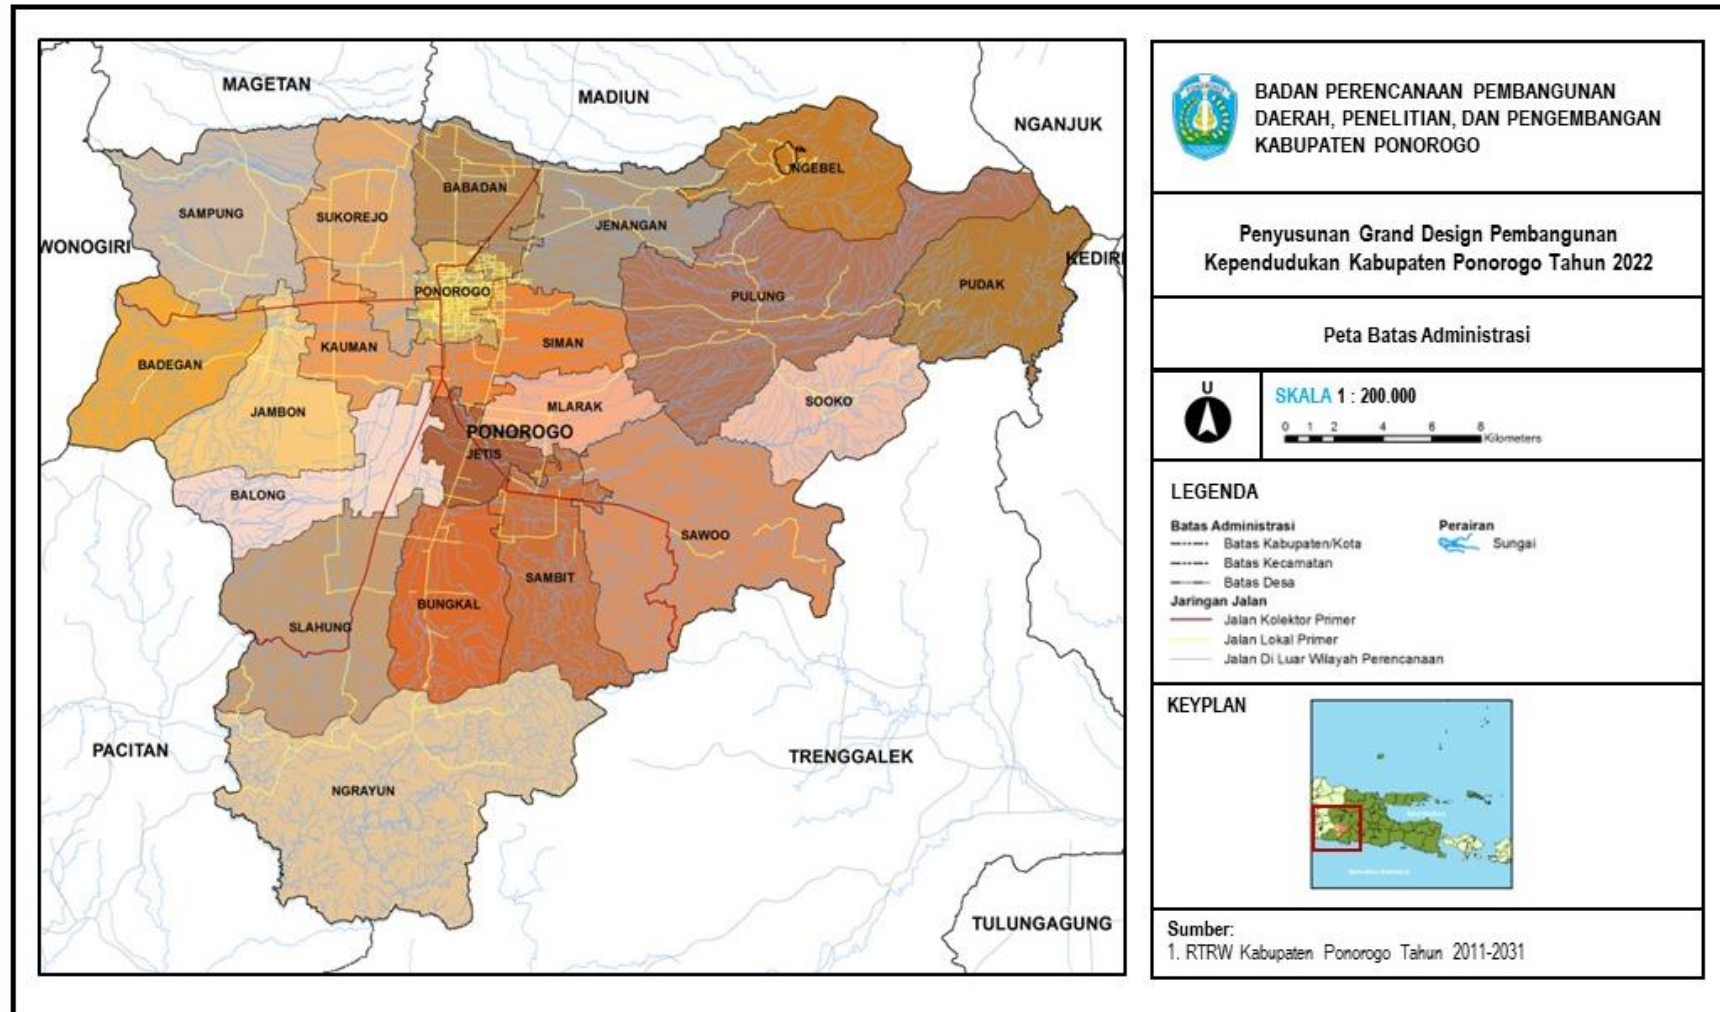 MAGETAN
MADIUN
NGANJUK
NGEBEL
BABADAN
SAMPUNG
SUKOREJO
JENANGAN
WONOGIRI
KEDIRI
PUDAK
PONOROGO
PULUNG
KAUMAN
SIMAN
BADEGAN
SOOKO
MLARAK
JAMBON
PONOROGO
JETIS
BALONG
SAWOO
SAMBIT
BUNGKAL
SLAHUNG
PACITAN
TRENGGALEK
NGRAYUN
TULUNGAGUNG
PONOROGO
BADAN PERENCANAAN PEMBANGUNAN
DAERAH, PENELITIAN, DAN PENGEMBANGAN
KABUPATEN PONOROGO
Penyusunan Grand Design Pembangunan
Kependudukan Kabupaten Ponorogo Tahun 2022
Peta Batas Administrasi
U
SKALA 1 : 200.000
0 1 2 4 6 8
Kilometers
LEGENDA
Batas Administrasi
Batas Kabupaten/Kota
Batas Kecamatan
Batas Desa
Jaringan Jalan
Jalan Kolektor Primer
Jalan Lokal Primer
Jalan Di Luar Wilayah Perencanaan
Perairan
Sungai
KEYPLAN
Sumber:
1. RTRW Kabupaten Ponorogo Tahun 2011-2031